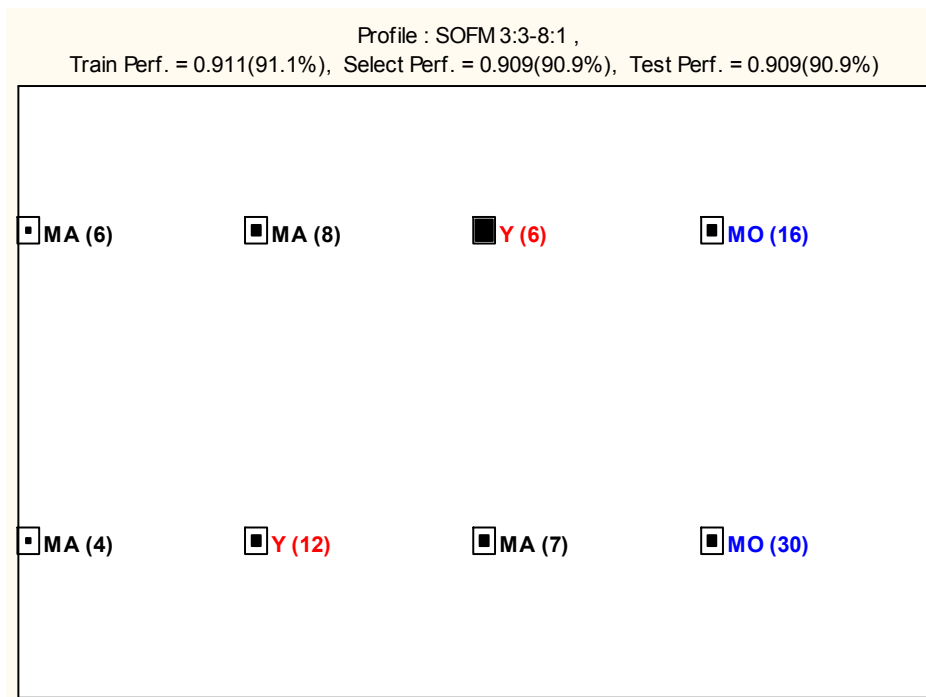 Profile : SOFM 3:3-8:1 ,
Train Perf. = 0.911(91.1%), Select Perf. = 0.909(90.9%), Test Perf. = 0.909(90.9%)
MA (6) MA (8) Y (6) MO (16)
MA (4) Y (12) MA (7) MO (30)